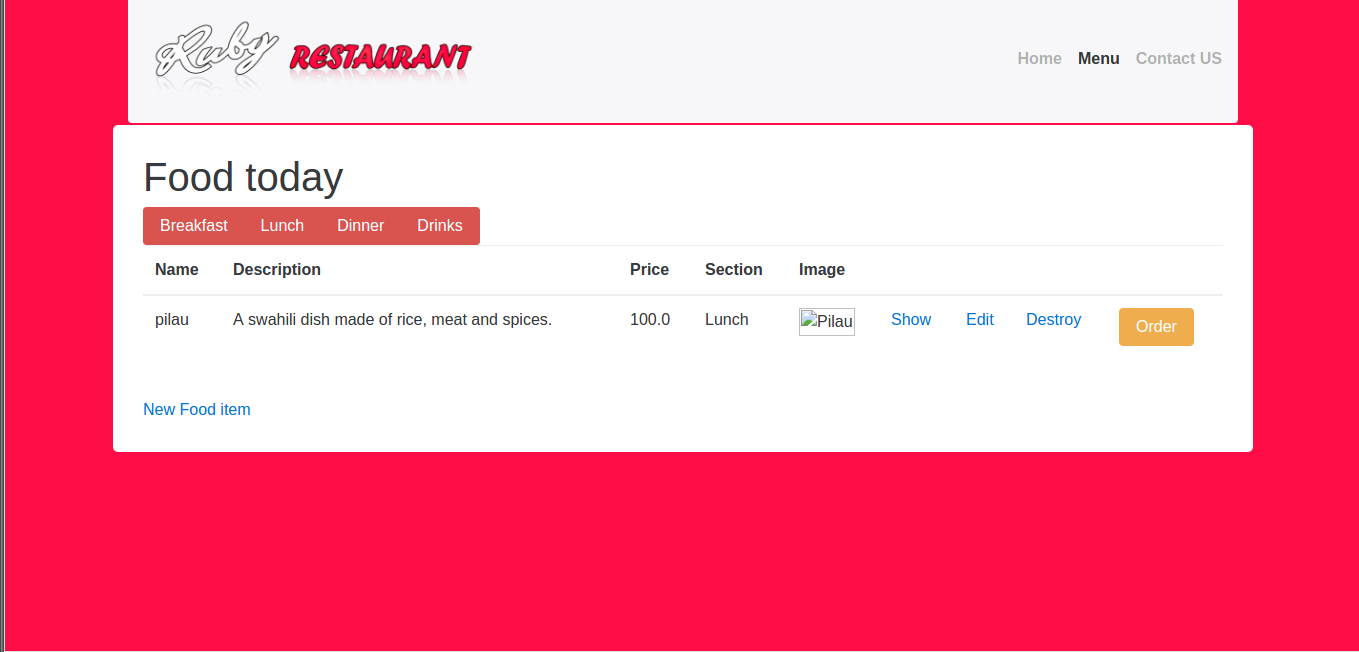 Ruby RESTAURANT
Home Menu Contact US
Food today
Breakfast Lunch Dinner Drinks
Name Description Price Section Image
pilau A swahili dish made of rice, meat and spices. 100.0 Lunch Pilau Show Edit Destroy Order
New Food item